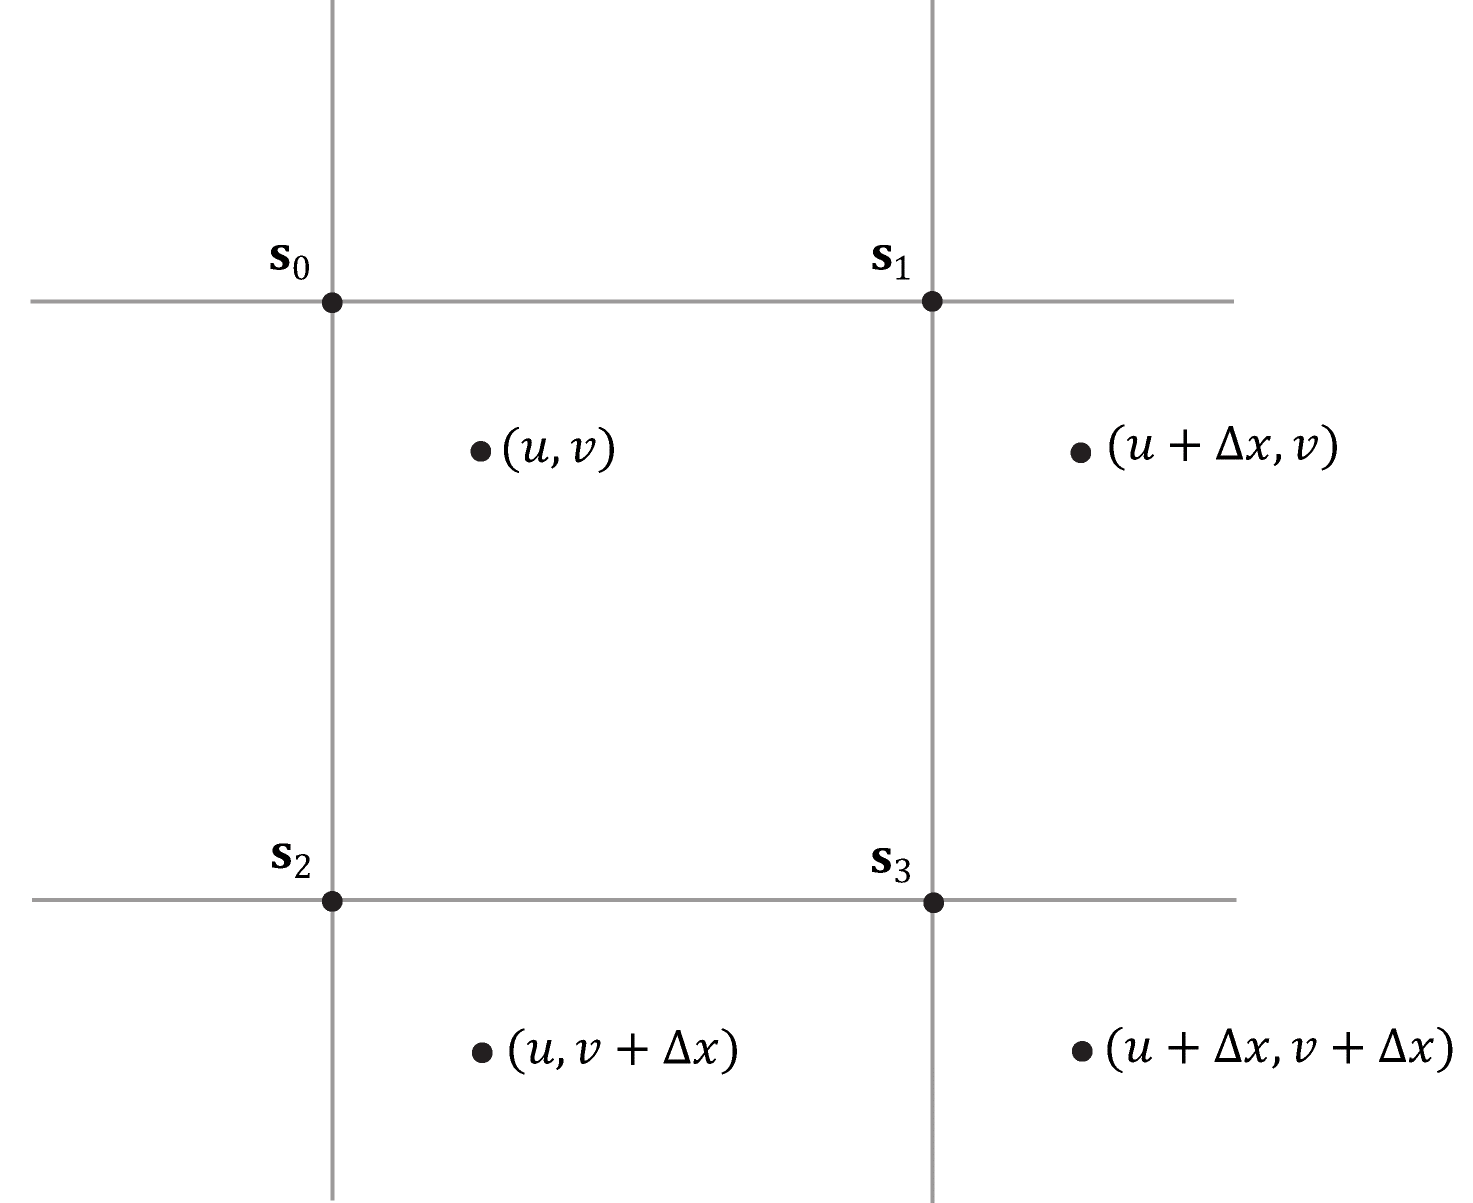 s₀ s₁
(u, v) (u + Δx, v)
s₂ s₃
(u, v + Δx) (u + Δx, v + Δx)